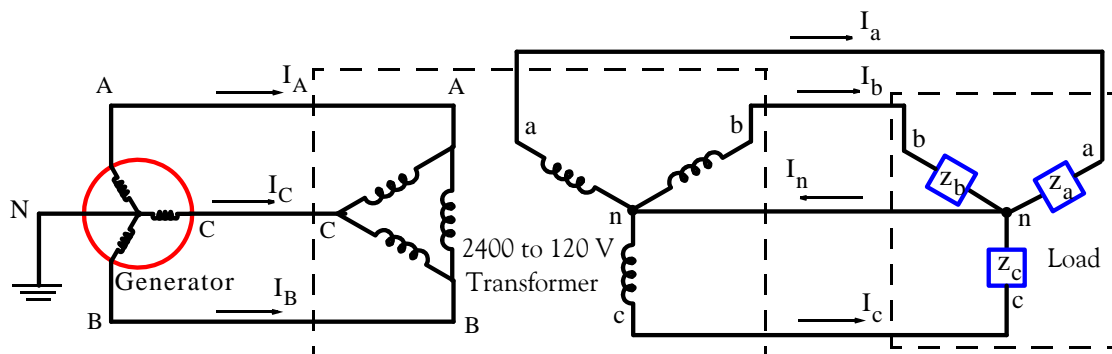 I_a
I_b
A
I_A
A
a
b
b
a
z_b
z_a
I_n
I_C
N
C
C
n
n
2400 to 120 V
Transformer
Generator
z_c
Load
I_B
B
B
c
c
I_c